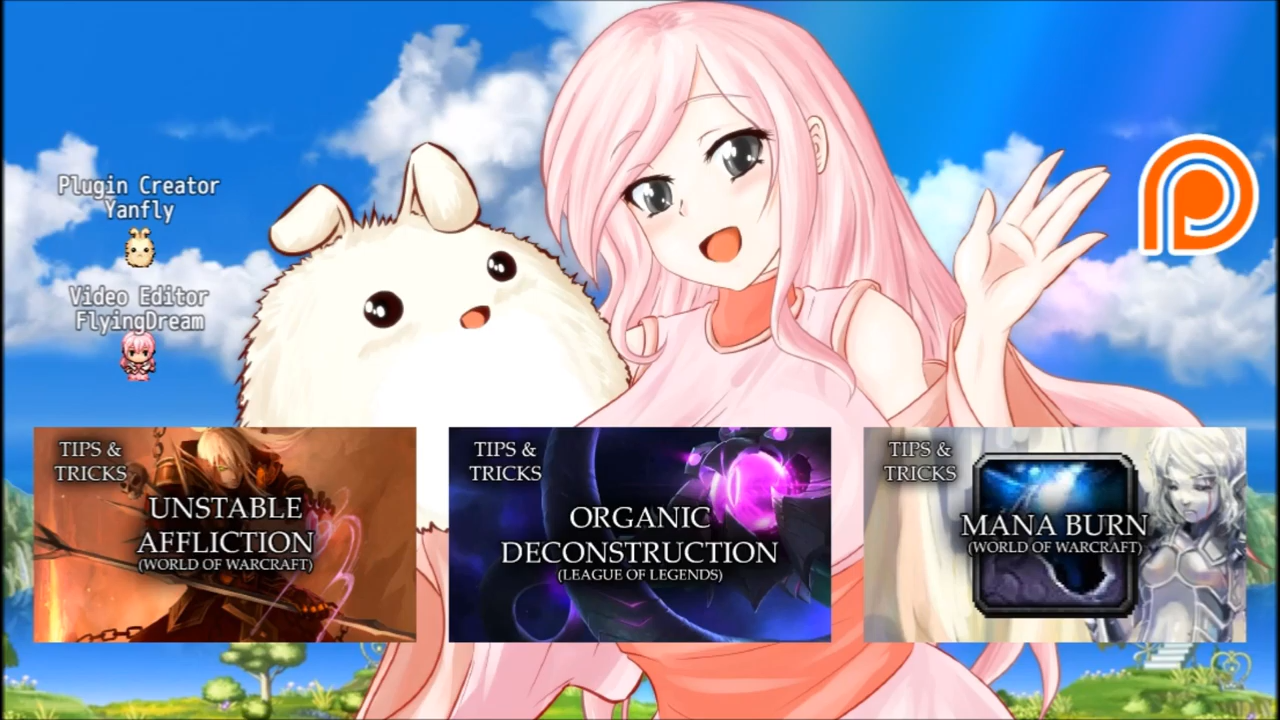 Plugin Creator
Yanfly
Video Editor
FlyingDream
TIPS &
TRICKS
UNSTABLE
AFFLICTION
(WORLD OF WARCRAFT)
TIPS &
TRICKS
ORGANIC
DECONSTRUCTION
(LEAGUE OF LEGENDS)
TIPS &
TRICKS
MANA BURN
(WORLD OF WARCRAFT)